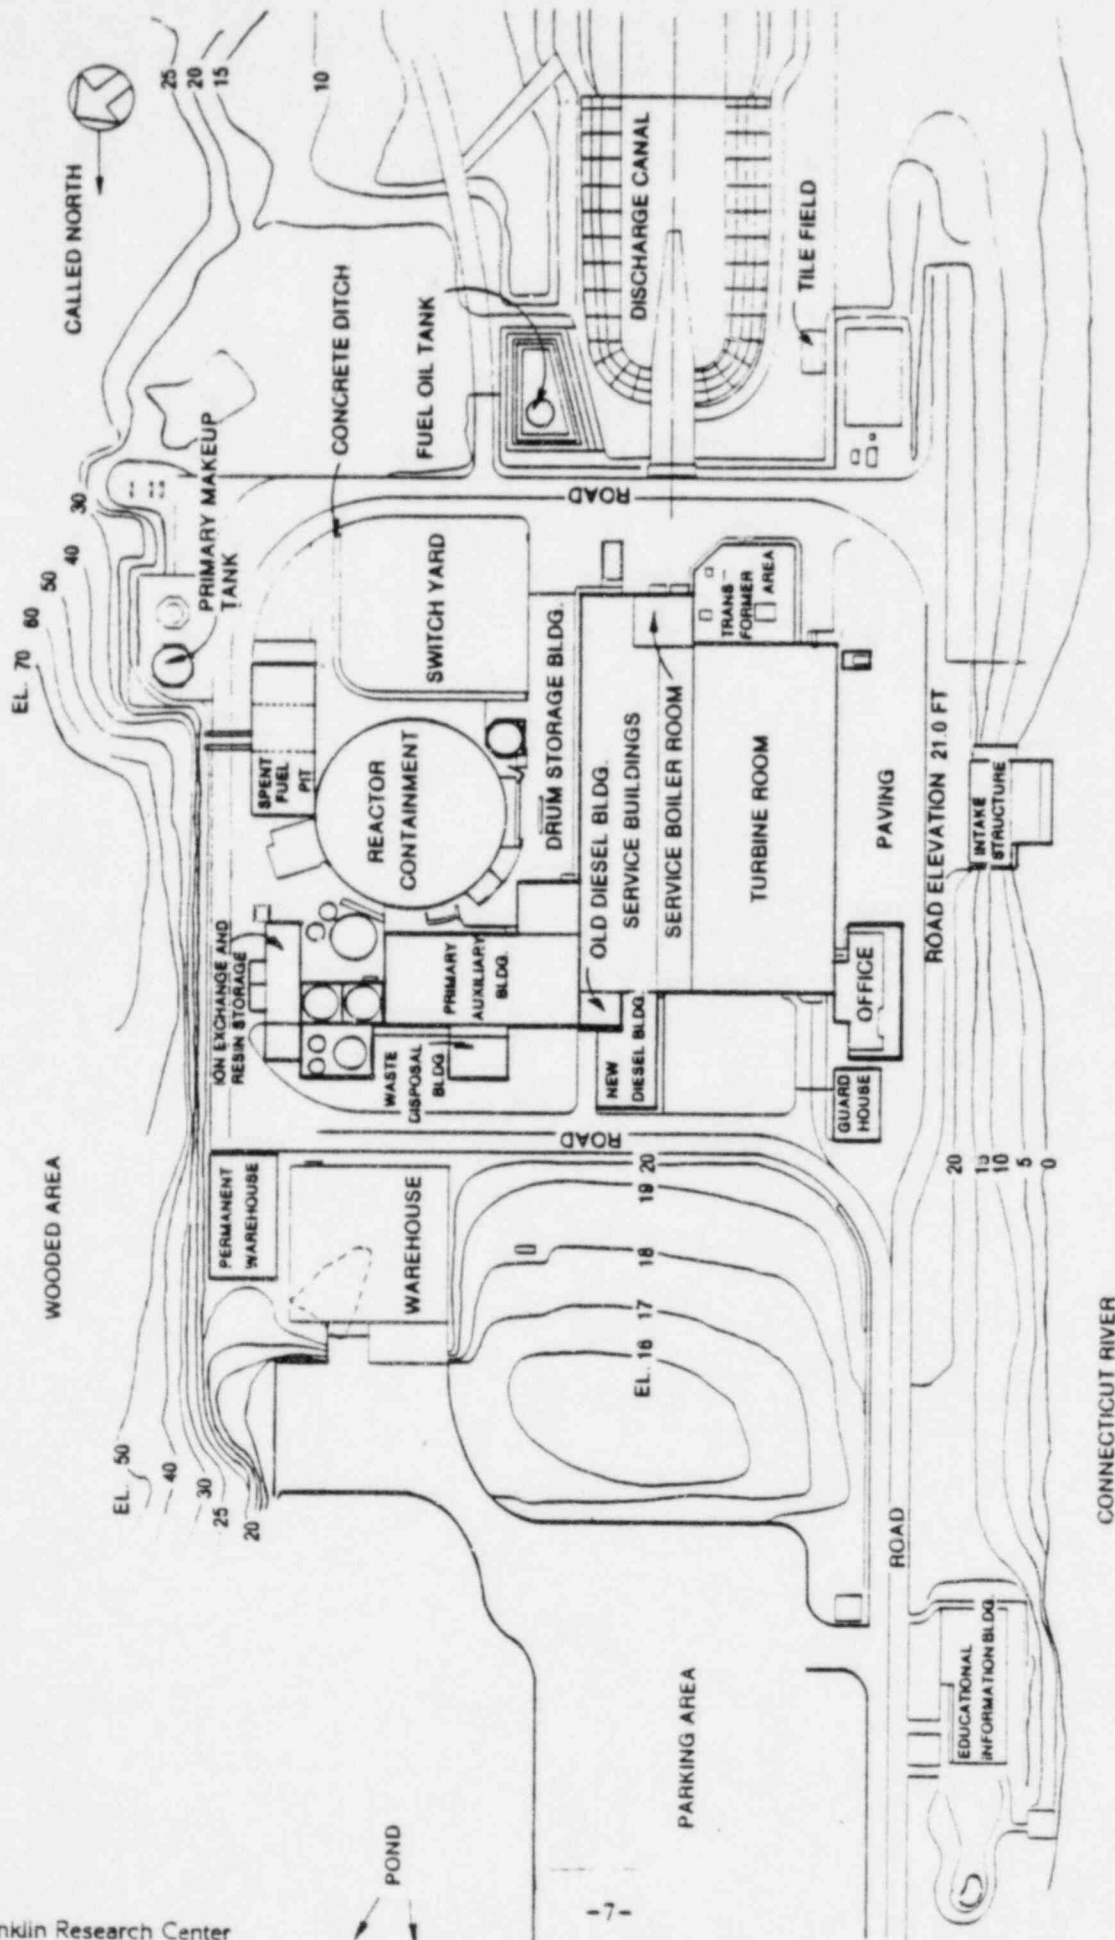 CALLED NORTH
25
20
15
10
EL. 70
60
50
40
30
PRIMARY MAKEUP
TANK
CONCRETE DITCH
FUEL OIL TANK
DISCHARGE CANAL
TILE FIELD
ROAD
SWITCH YARD
SPENT
FUEL
PIT
REACTOR
CONTAINMENT
DRUM STORAGE BLDG.
OLD DIESEL BLDG.
SERVICE BUILDINGS
SERVICE BOILER ROOM
TRANS-
FORMER
AREA
TURBINE ROOM
PAVING
ROAD ELEVATION 21.0 FT
INTAKE
STRUCTURE
ION EXCHANGE AND
RESIN STORAGE
PRIMARY
AUXILIARY
BLDG.
WASTE
DISPOSAL
BLDG.
NEW
DIESEL BLDG.
OFFICE
GUARD
HOUSE
ROAD
WOODED AREA
PERMANENT
WAREHOUSE
WAREHOUSE
20
19
18
17
EL. 16
20
10
5
0
EL. 50
40
30
25
20
ROAD
CONNECTICUT RIVER
EDUCATIONAL
INFORMATION BLDG.
PARKING AREA
POND
-7-
Research Center